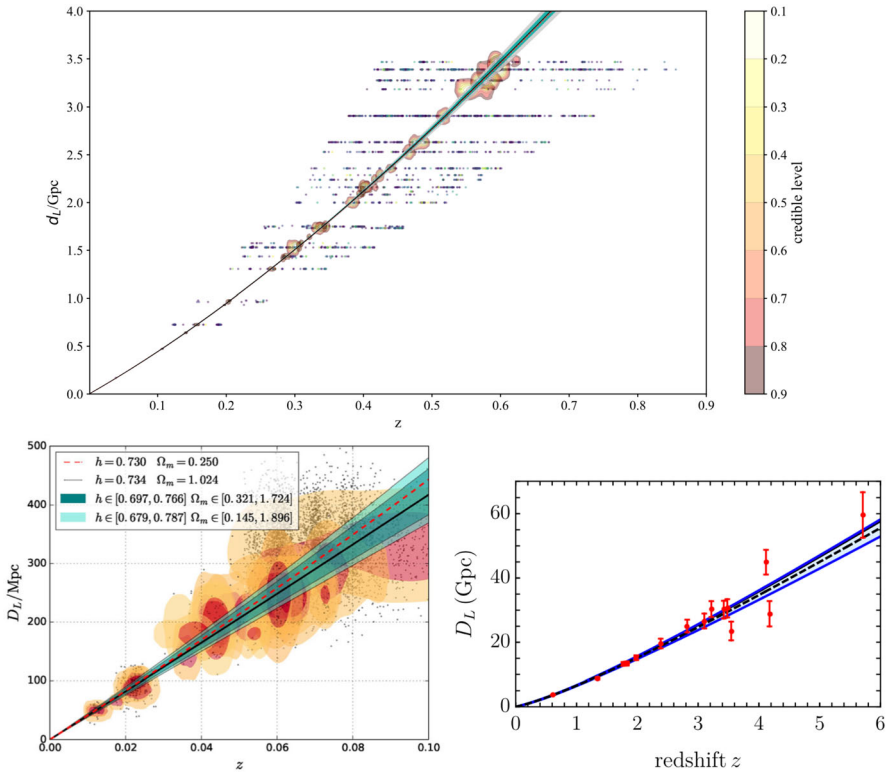 4.0
3.5
3.0
2.5
2.0
1.5
1.0
0.5
0.0
d_L/Gpc
0.1 0.2 0.3 0.4 0.5 0.6 0.7 0.8 0.9
z
0.1
0.3
0.4
0.5
0.6
0.7
0.8
0.9
credible level
500
400
300
200
100
0
D_L/Mpc
h = 0.730 Ω_m = 0.250
h = 0.734 Ω_m = 1.024
h ∈ [0.697, 0.766] Ω_m ∈ [0.321, 1.724]
h ∈ [0.679, 0.787] Ω_m ∈ [0.145, 1.896]
0.00 0.02 0.04 0.06 0.08 0.10
z
70
60
40
20
0
D_L (Gpc)
0 1 2 3 4 5 6
redshift z